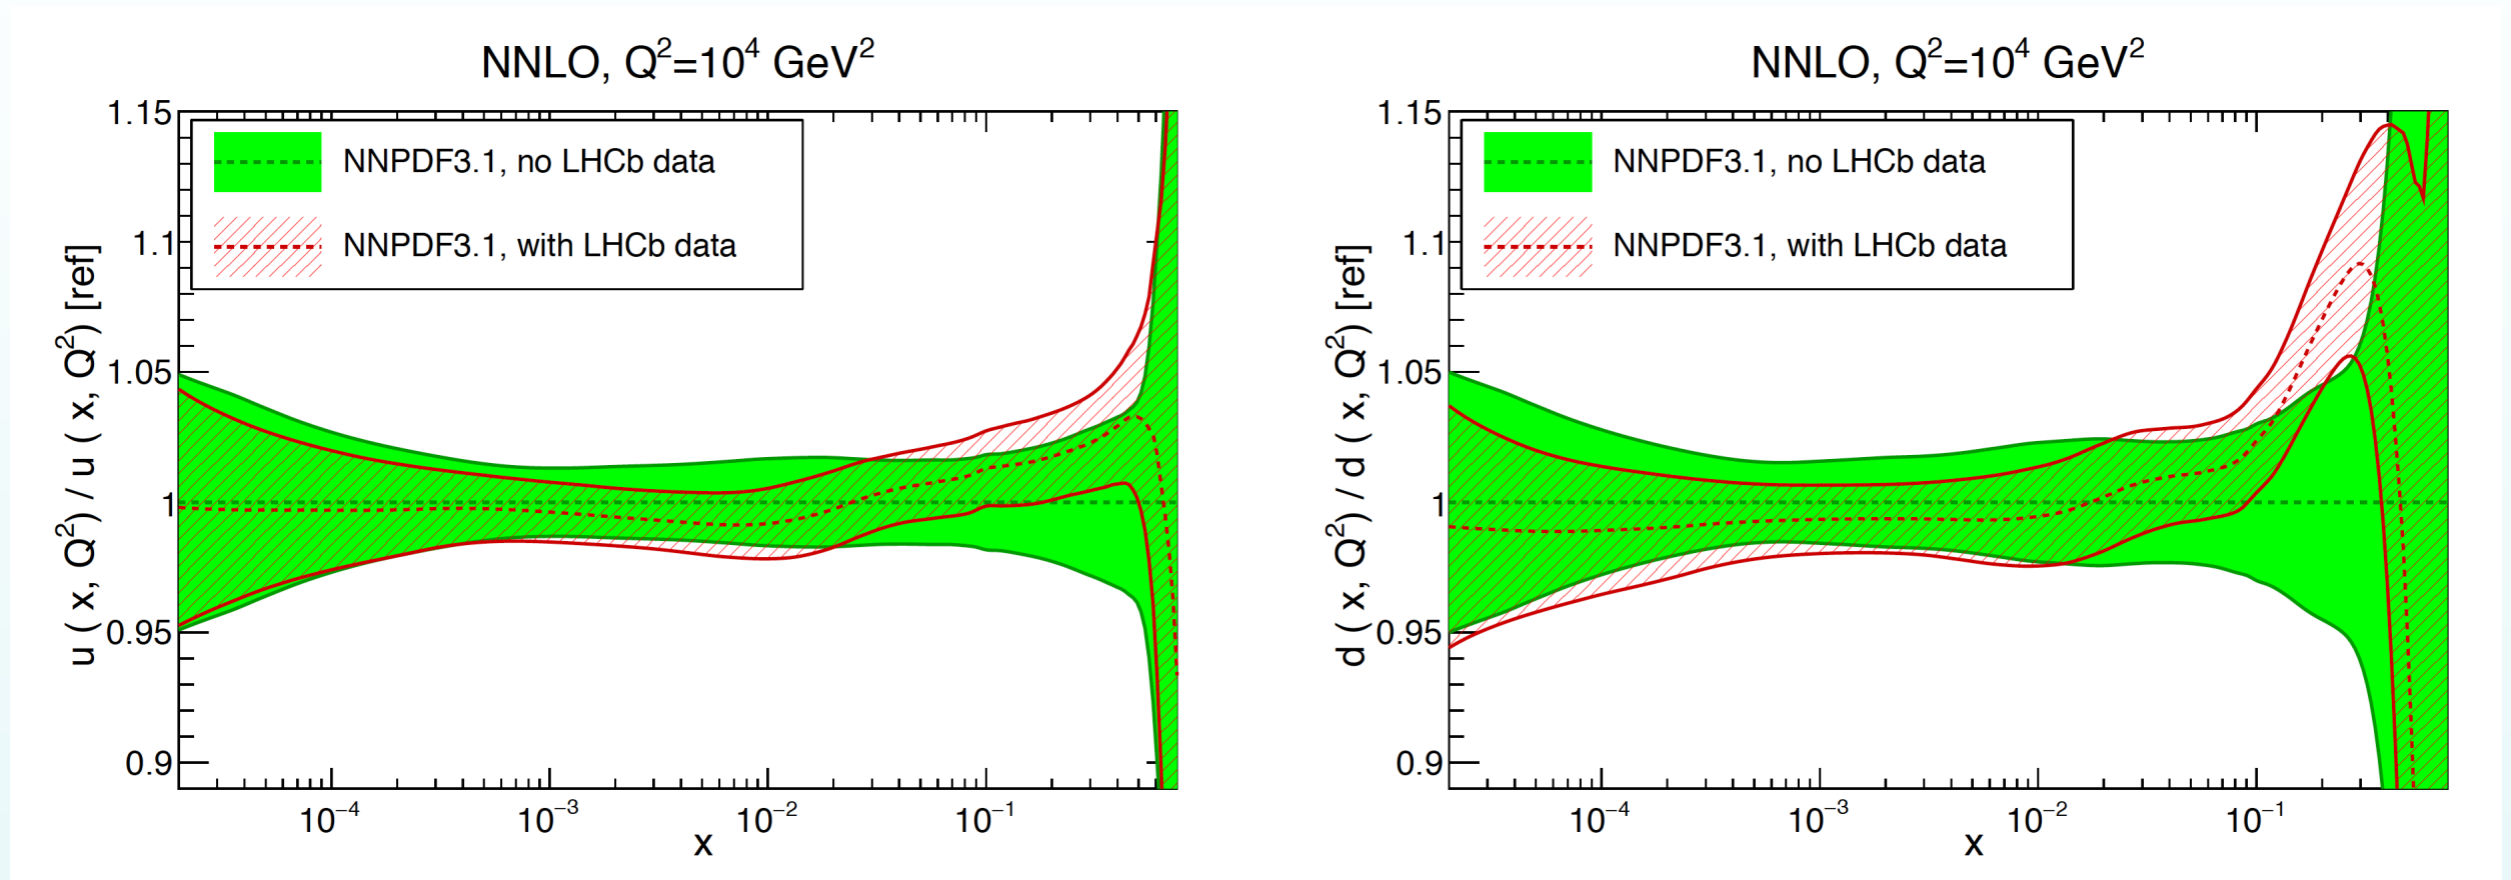 NNLO, Q²=10⁴ GeV²
u ( x, Q²) / u ( x, Q²) [ref]
1.15
1.1
1.05
1
0.95
0.9
NNPDF3.1, no LHCb data
NNPDF3.1, with LHCb data
10⁻⁴
10⁻³
10⁻²
10⁻¹
x
NNLO, Q²=10⁴ GeV²
d ( x, Q²) / d ( x, Q²) [ref]
1.15
1.1
1.05
1
0.95
0.9
NNPDF3.1, no LHCb data
NNPDF3.1, with LHCb data
10⁻⁴
10⁻³
10⁻²
10⁻¹
x